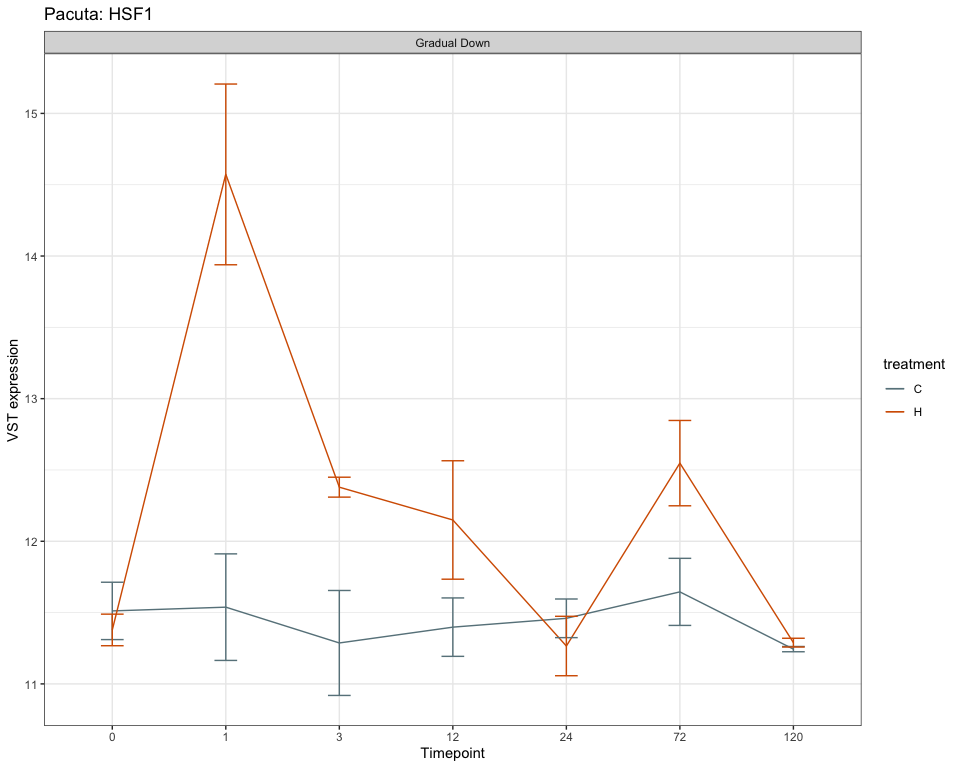 Pacuta: HSF1
Gradual Down
15
14
13
12
11
VST expression
0 1 3 12 24 72 120
Timepoint
treatment
C
H